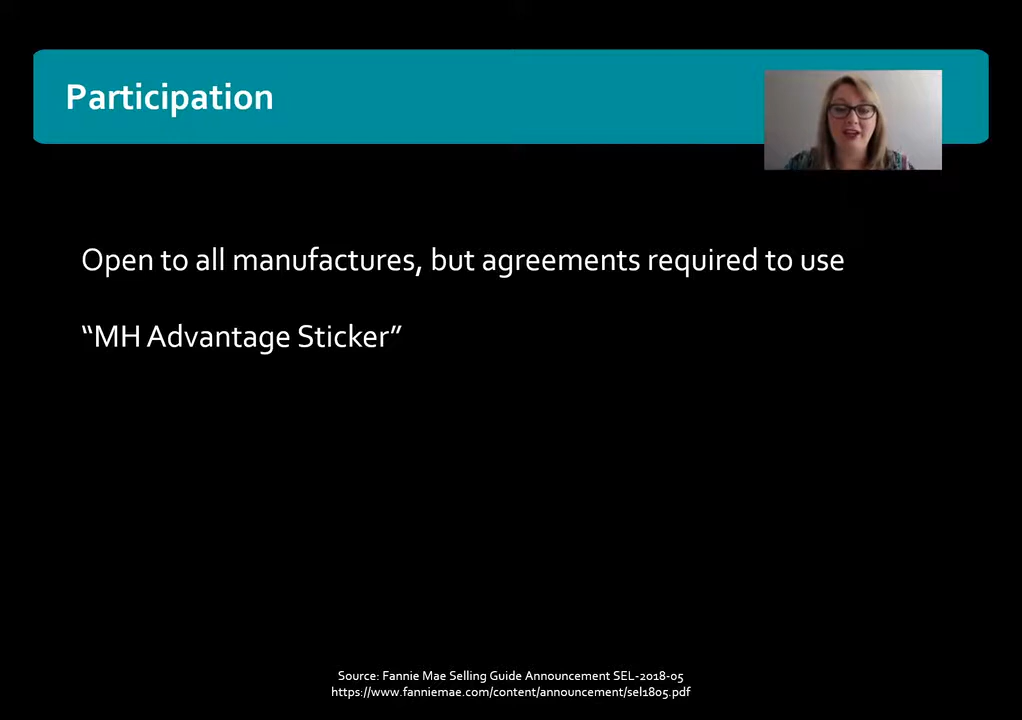 Participation
Open to all manufactures, but agreements required to use
“MH Advantage Sticker”
Source: Fannie Mae Selling Guide Announcement SEL-2018-05
https://www.fanniemae.com/content/announcement/sel1805.pdf